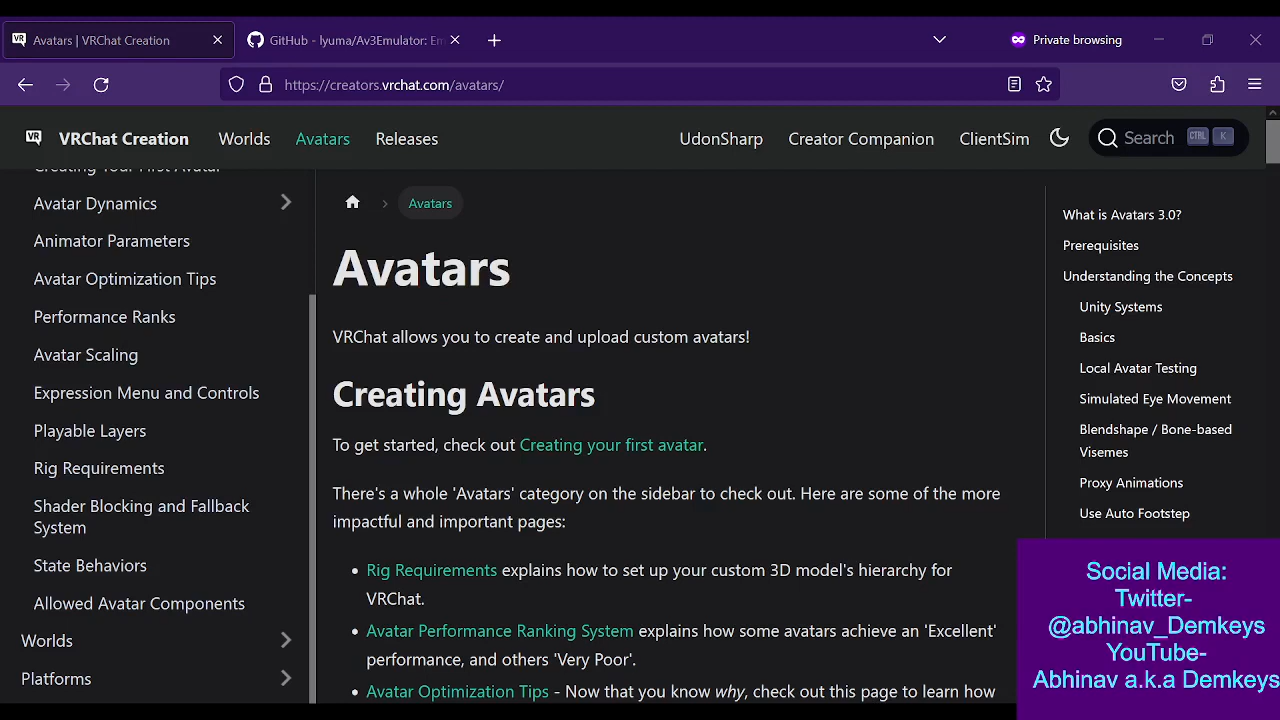 Avatars | VRChat Creation
GitHub - lyuma/Av3Emulator: Em
Private browsing
https://creators.vrchat.com/avatars/
VRChat Creation
Worlds
Avatars
Releases
UdonSharp
Creator Companion
ClientSim
Search
CTRL
K
Creating Your First Avatar
Avatar Dynamics
Animator Parameters
Avatar Optimization Tips
Performance Ranks
Avatar Scaling
Expression Menu and Controls
Playable Layers
Rig Requirements
Shader Blocking and Fallback
System
State Behaviors
Allowed Avatar Components
Worlds
Platforms
Avatars
Avatars
VRChat allows you to create and upload custom avatars!
Creating Avatars
To get started, check out Creating your first avatar.
There's a whole 'Avatars' category on the sidebar to check out. Here are some of the more
impactful and important pages:
• Rig Requirements explains how to set up your custom 3D model's hierarchy for
VRChat.
• Avatar Performance Ranking System explains how some avatars achieve an 'Excellent'
performance, and others 'Very Poor'.
• Avatar Optimization Tips - Now that you know why, check out this page to learn how
What is Avatars 3.0?
Prerequisites
Understanding the Concepts
Unity Systems
Basics
Local Avatar Testing
Simulated Eye Movement
Blendshape / Bone-based
Visemes
Proxy Animations
Use Auto Footstep
Social Media:
Twitter-
@abhinav_Demkeys
YouTube-
Abhinav a.k.a Demkeys